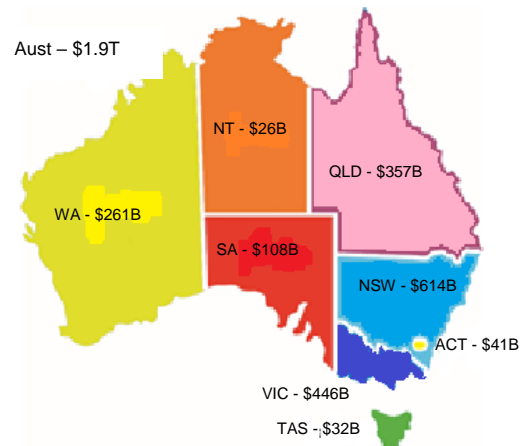 Aust – $1.9T
NT - $26B
QLD - $357B
WA - $261B
SA - $108B
NSW - $614B
ACT - $41B
VIC - $446B
TAS - $32B